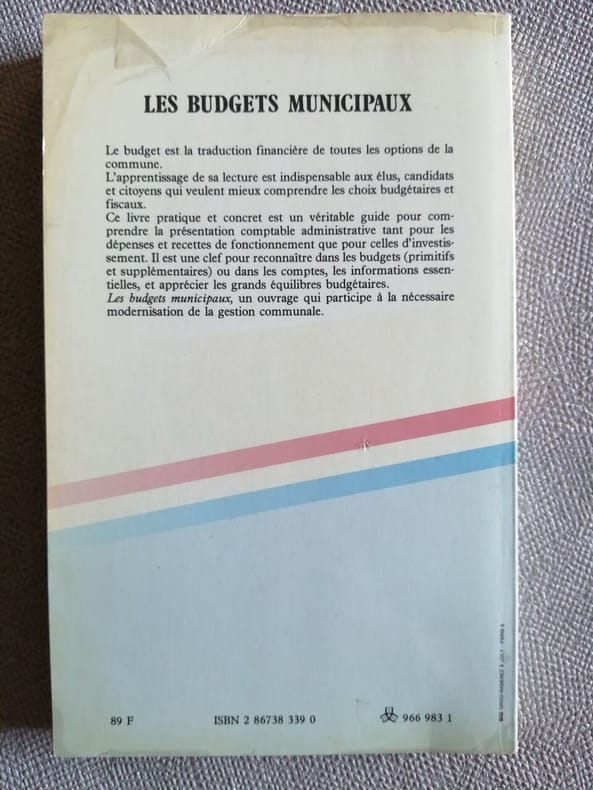 LES BUDGETS MUNICIPAUX
Le budget est la traduction financière de toutes les options de la
commune.
L'apprentissage de sa lecture est indispensable aux élus, candidats
et citoyens qui veulent mieux comprendre les choix budgétaires et
fiscaux.
Ce livre pratique et concret est un véritable guide pour com-
prendre la présentation comptable administrative tant pour les
dépenses et recettes de fonctionnement que pour celles d'investis-
sement. Il est une clef pour reconnaître dans les budgets (primitifs
et supplémentaires) ou dans les comptes, les informations essen-
tielles, et apprécier les grands équilibres budgétaires.
Les budgets municipaux, un ouvrage qui participe à la nécessaire
modernisation de la gestion communale.
89 F
ISBN 2 86738 339 0
966 983 1